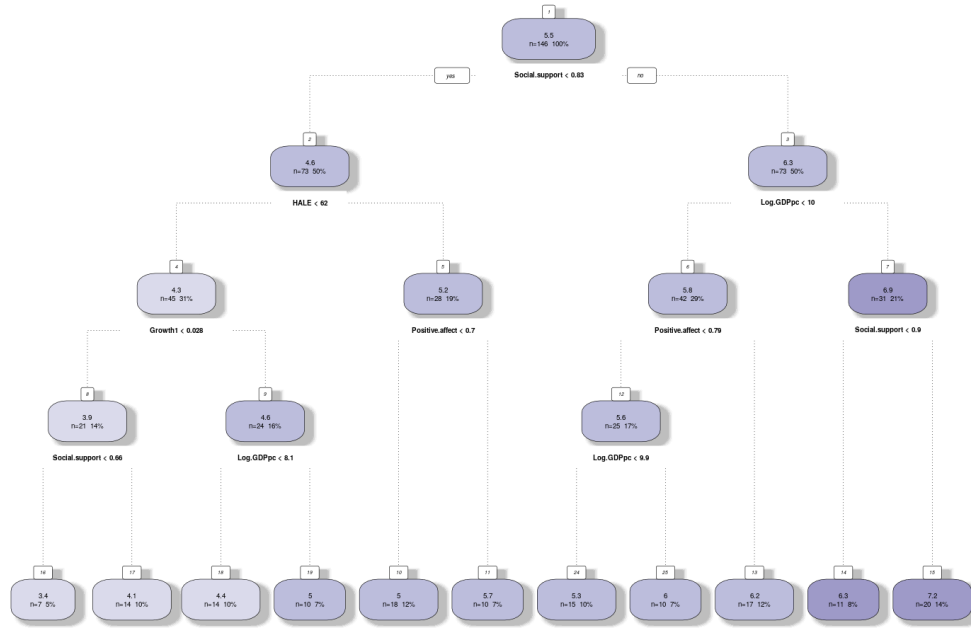 1
5.5
n=146 100%
yes
Social.support < 0.83
no
2
4.6
n=73 50%
HALE < 62
3
6.3
n=73 50%
Log.GDPpc < 10
4
4.3
n=45 31%
Growth1 < 0.028
5
5.2
n=28 19%
Positive.affect < 0.7
6
5.8
n=42 29%
Positive.affect < 0.79
7
6.9
n=31 21%
Social.support < 0.9
8
3.9
n=21 14%
Social.support < 0.66
9
4.6
n=24 16%
Log.GDPpc < 8.1
12
5.6
n=25 17%
Log.GDPpc < 9.9
16
3.4
n=7 5%
17
4.1
n=14 10%
18
4.4
n=14 10%
19
5
n=10 7%
10
5
n=18 12%
11
5.7
n=10 7%
24
5.3
n=15 10%
25
6
n=10 7%
13
6.2
n=17 12%
14
6.3
n=11 8%
15
7.2
n=20 14%